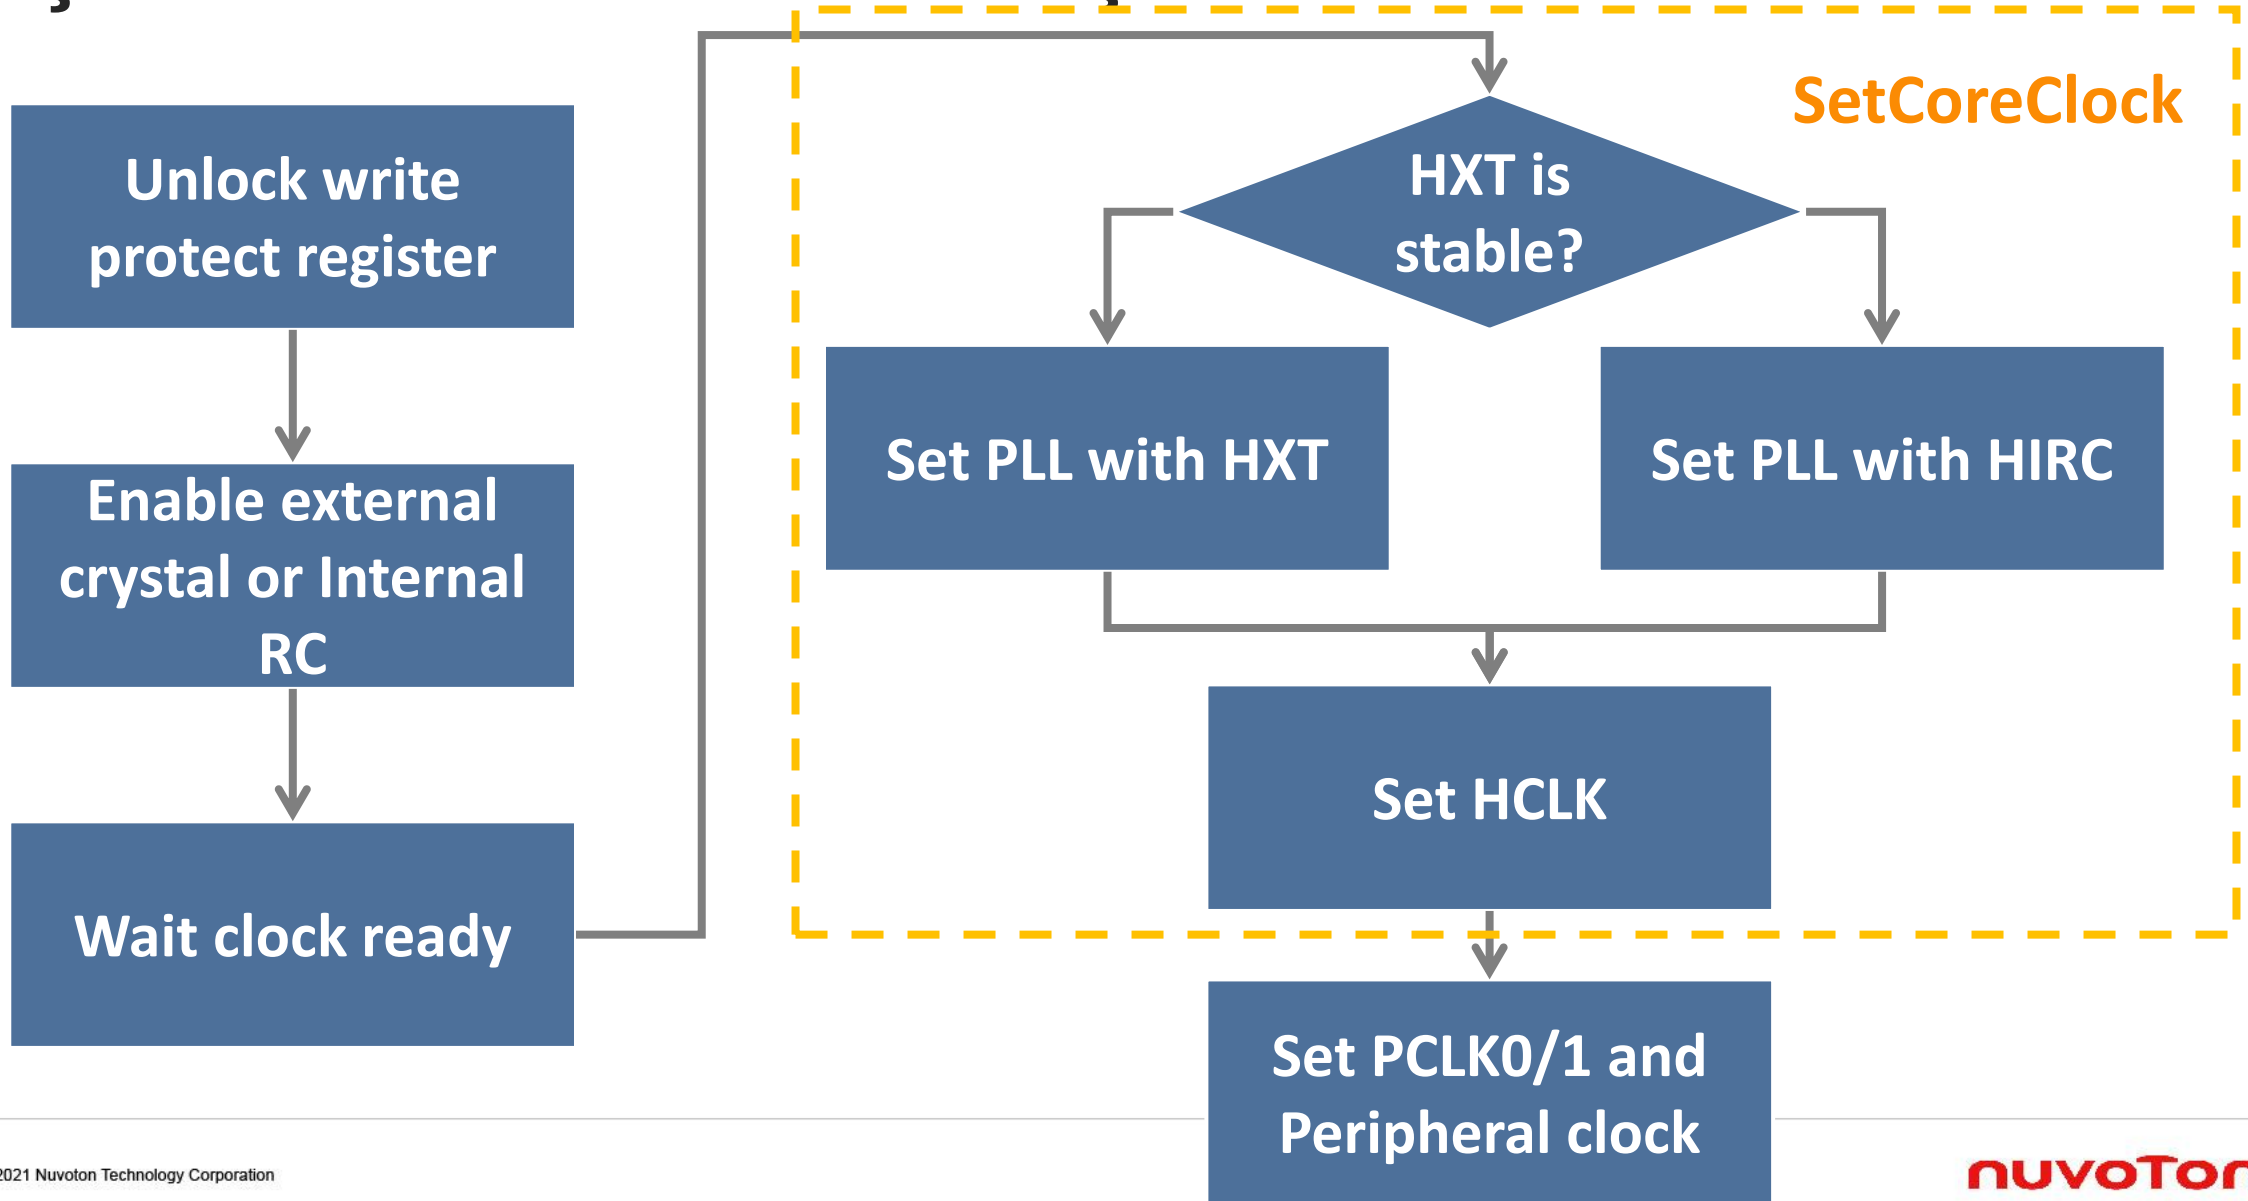 Unlock write
protect register
Enable external
crystal or Internal
RC
Wait clock ready
SetCoreClock
HXT is
stable?
Set PLL with HXT
Set PLL with HIRC
Set HCLK
Set PCLK0/1 and
Peripheral clock
2021 Nuvoton Technology Corporation
nuvoTon